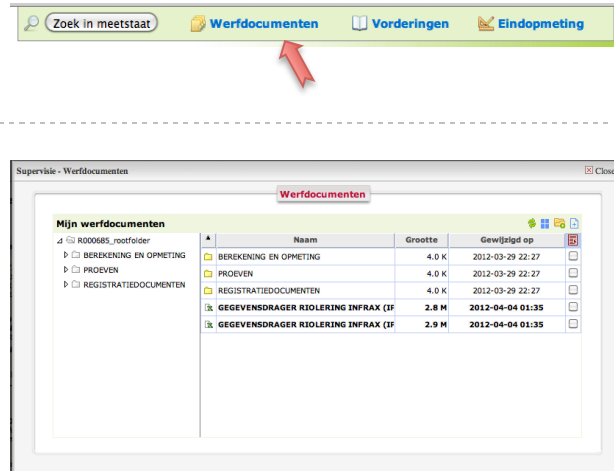 Zoek in meetstaat Werfdocumenten Vorderingen Eindopmeting
Supervisie - Werfdocumenten Close
Werfdocumenten
Mijn werfdocumenten
R000685_rootfolder
BEREKENING EN OPMETING
PROEVEN
REGISTRATIEDOCUMENTEN
Naam Grootte Gewijzigd op
BEREKENING EN OPMETING 4.0 K 2012-03-29 22:27
PROEVEN 4.0 K 2012-03-29 22:27
REGISTRATIEDOCUMENTEN 4.0 K 2012-03-29 22:27
GEGEVENSDRAGER RIOLERING INFRAX (IF 2.8 M 2012-04-04 01:35
GEGEVENSDRAGER RIOLERING INFRAX (IF 2.9 M 2012-04-04 01:35